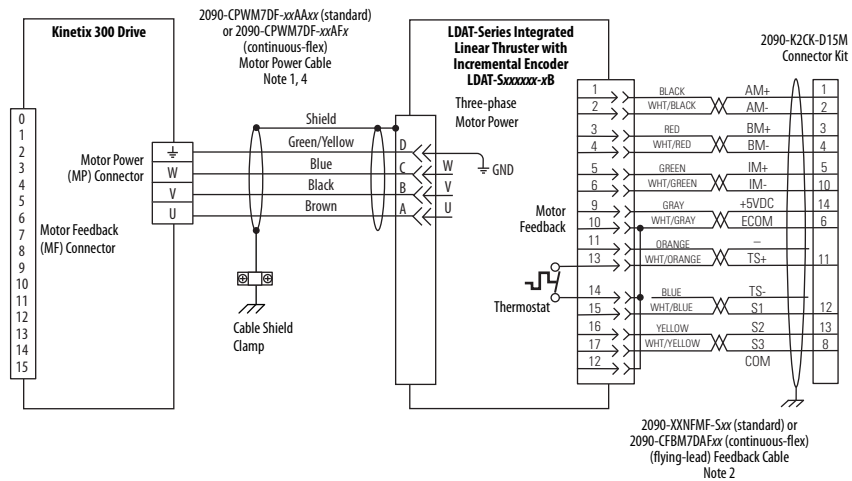 2090-CPWM7DF-xxAAxx (standard)
or 2090-CPWM7DF-xxAFx
(continuous-flex)
Motor Power Cable
Note 1, 4
Kinetix 300 Drive
LDAT-Series Integrated
Linear Thruster with
Incremental Encoder
LDAT-Sxxxxxx-xB
2090-K2CK-D15M
Connector Kit
Three-phase
Motor Power
0
1
2
3
4
5
6
7
8
9
10
11
12
13
14
15
Motor Power
(MP) Connector
W
V
U
Motor Feedback
(MF) Connector
Shield
Green/Yellow
Blue
Black
Brown
D
C
B
A
W
V
U
GND
Cable Shield
Clamp
Motor
Feedback
Thermostat
1 BLACK AM+ 1
2 WHT/BLACK AM- 2
3 RED BM+ 3
4 WHT/RED BM- 4
5 GREEN IM+ 5
6 WHT/GREEN IM- 10
9 GRAY +5VDC 14
10 WHT/GRAY ECOM 6
11 ORANGE –
13 WHT/ORANGE TS+ 11
14 BLUE TS-
15 WHT/BLUE S1 12
16 YELLOW S2 13
17 WHT/YELLOW S3 8
12 COM
2090-XXNFMF-Sxx (standard) or
2090-CFBM7DAFxx (continuous-flex)
(flying-lead) Feedback Cable
Note 2